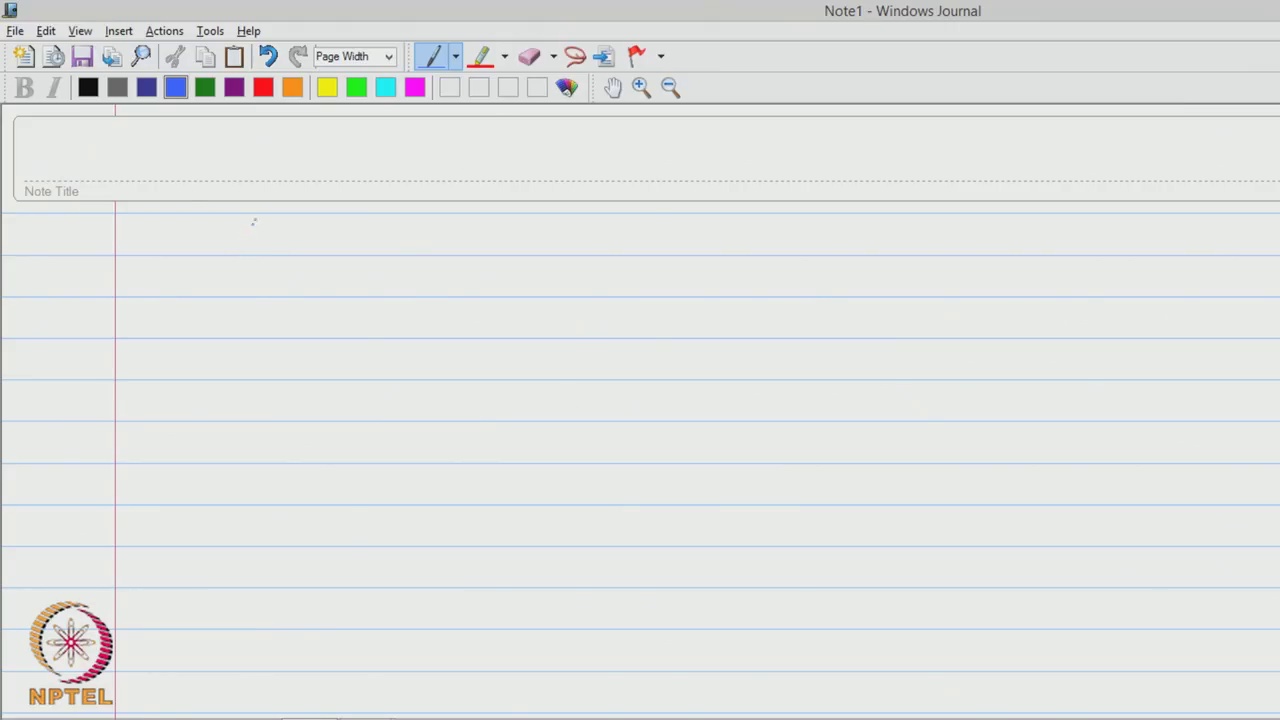 Note1 - Windows Journal
File Edit View Insert Actions Tools Help
Page Width
B I
Note Title
NPTEL